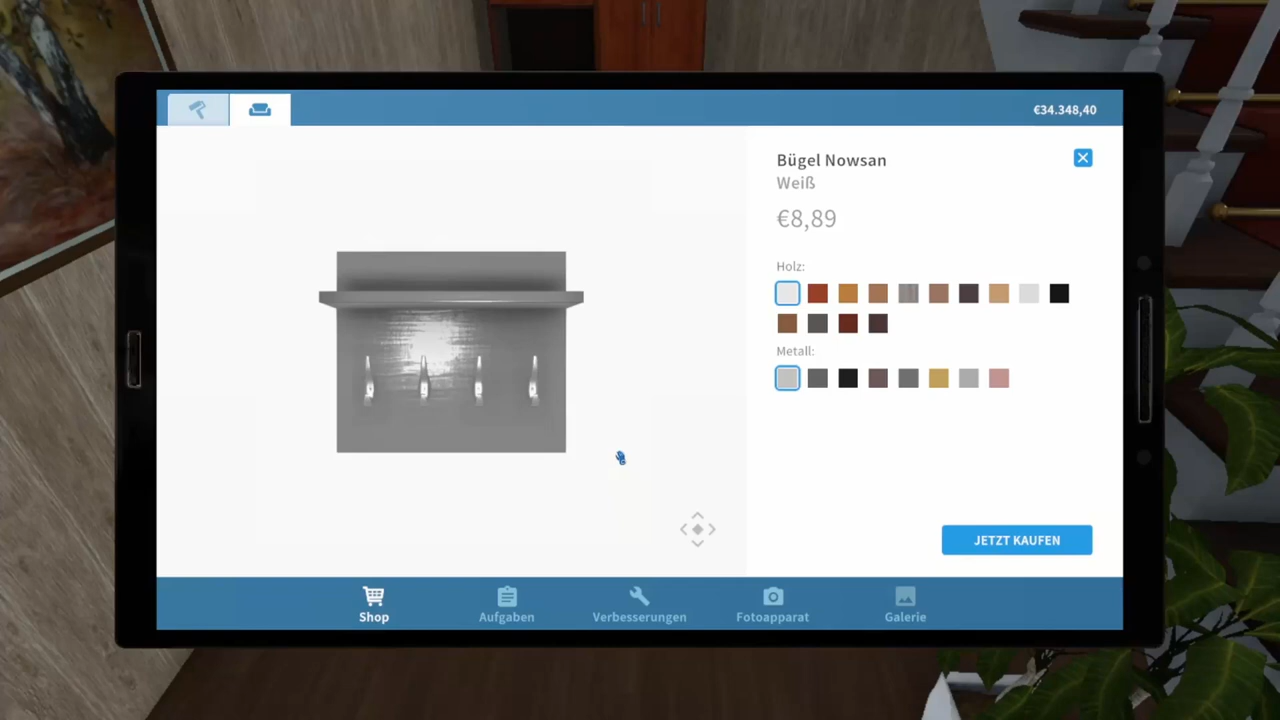 €34.348,40
Bügel Nowsan
Weiß
€8,89
Holz:
Metall:
JETZT KAUFEN
Shop
Aufgaben
Verbesserungen
Fotoapparat
Galerie